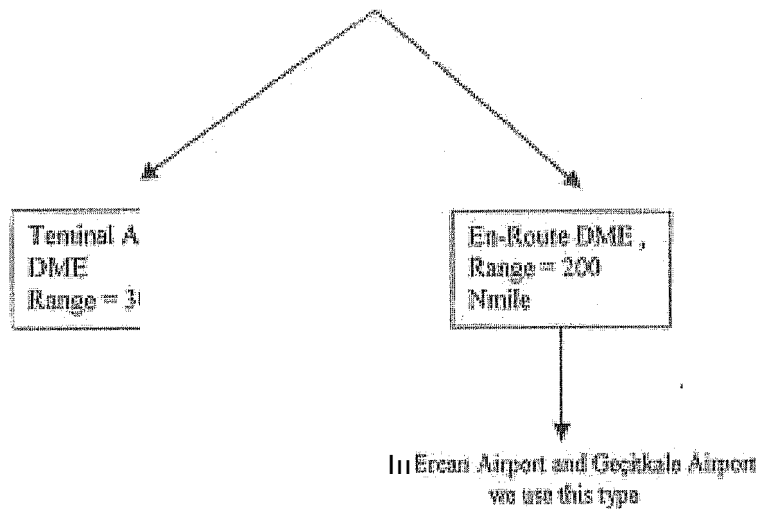 Teminal A
DME
Range = 3
En-Route DME ,
Range = 200
Nmile
In Ercan Airport and Geçitkale Airport
we use this type